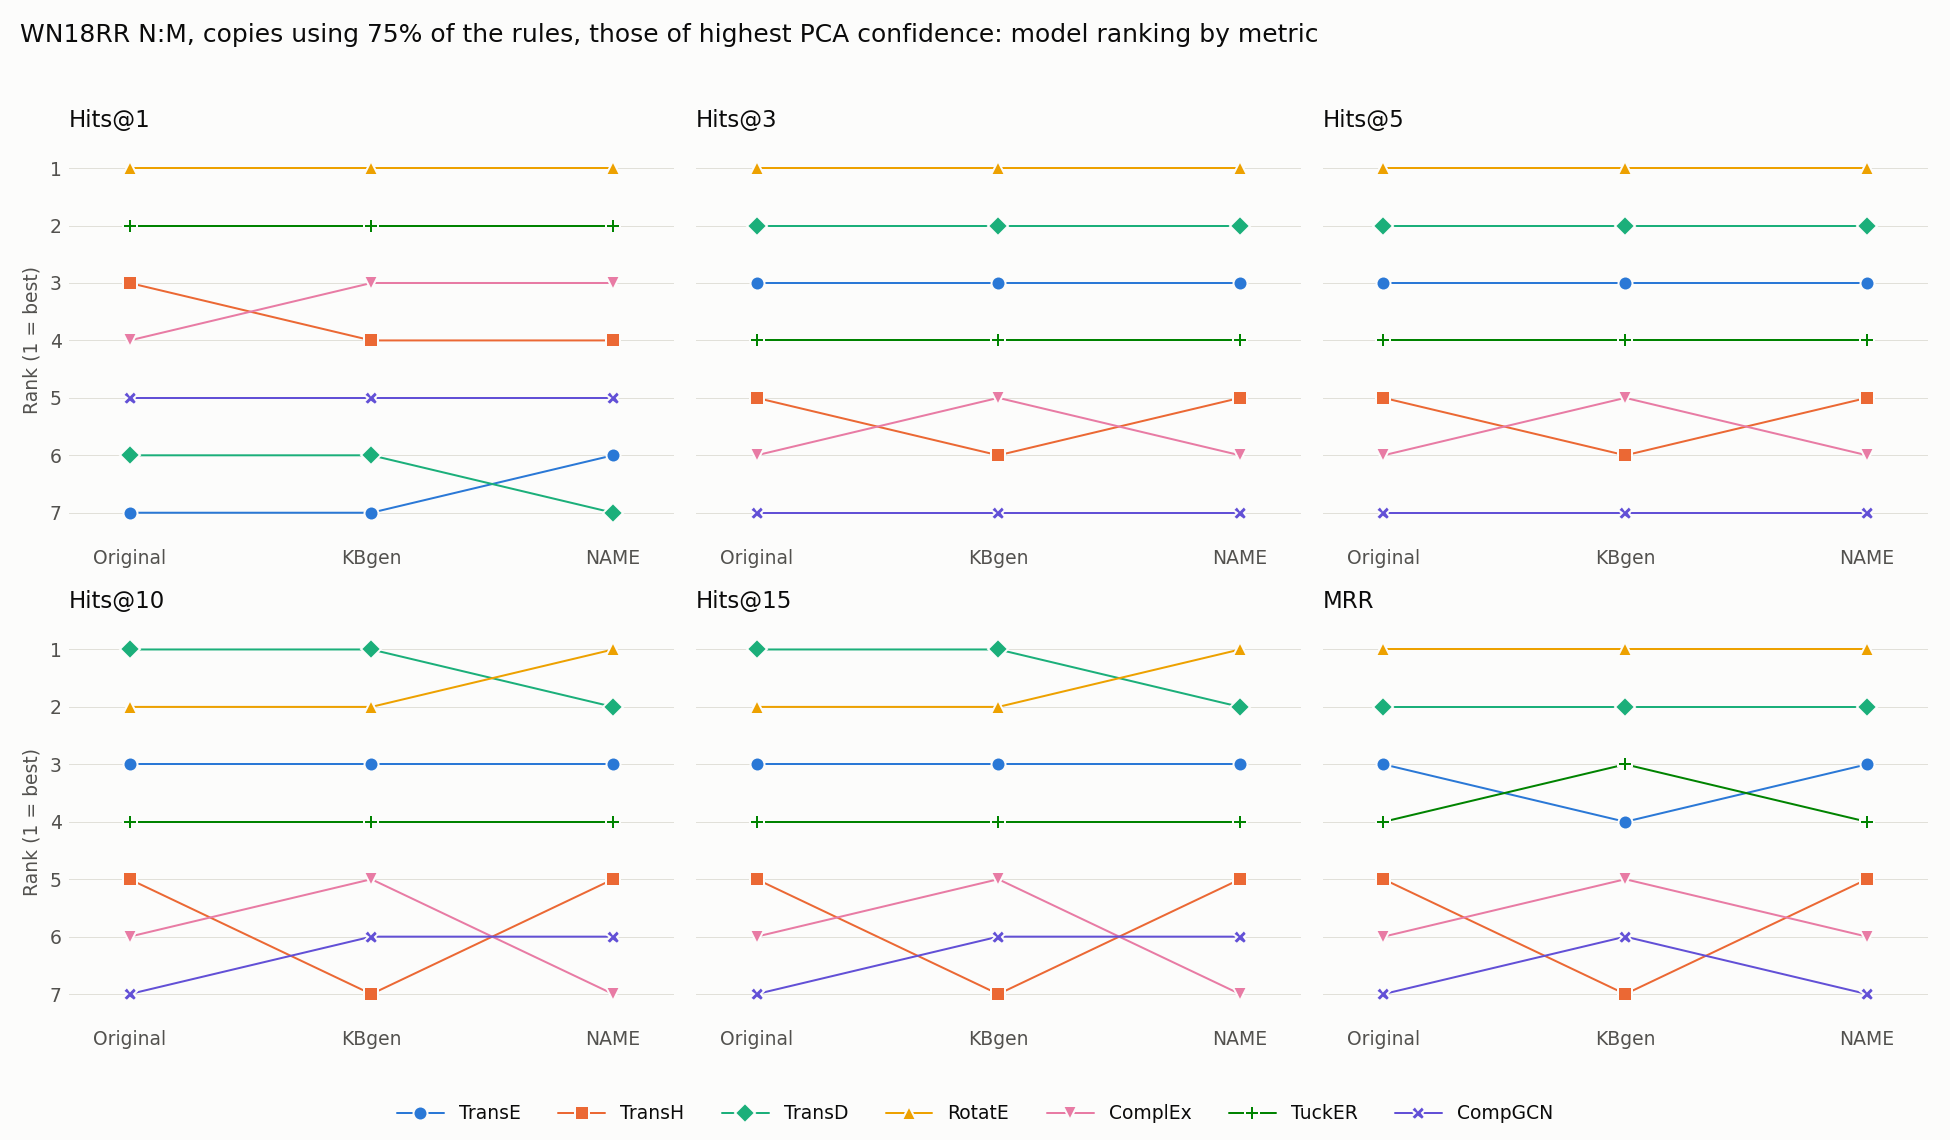 WN18RR N:M, copies using 75% of the rules, those of highest PCA confidence: model ranking by metric
Hits@1
Hits@3
Hits@5
Rank (1 = best)
1
2
3
4
5
6
7
Original
KBgen
NAME
Original
KBgen
NAME
Original
KBgen
NAME
Hits@10
Hits@15
MRR
Rank (1 = best)
1
2
3
4
5
6
7
Original
KBgen
NAME
Original
KBgen
NAME
Original
KBgen
NAME
TransE
TransH
TransD
RotatE
ComplEx
TuckER
CompGCN